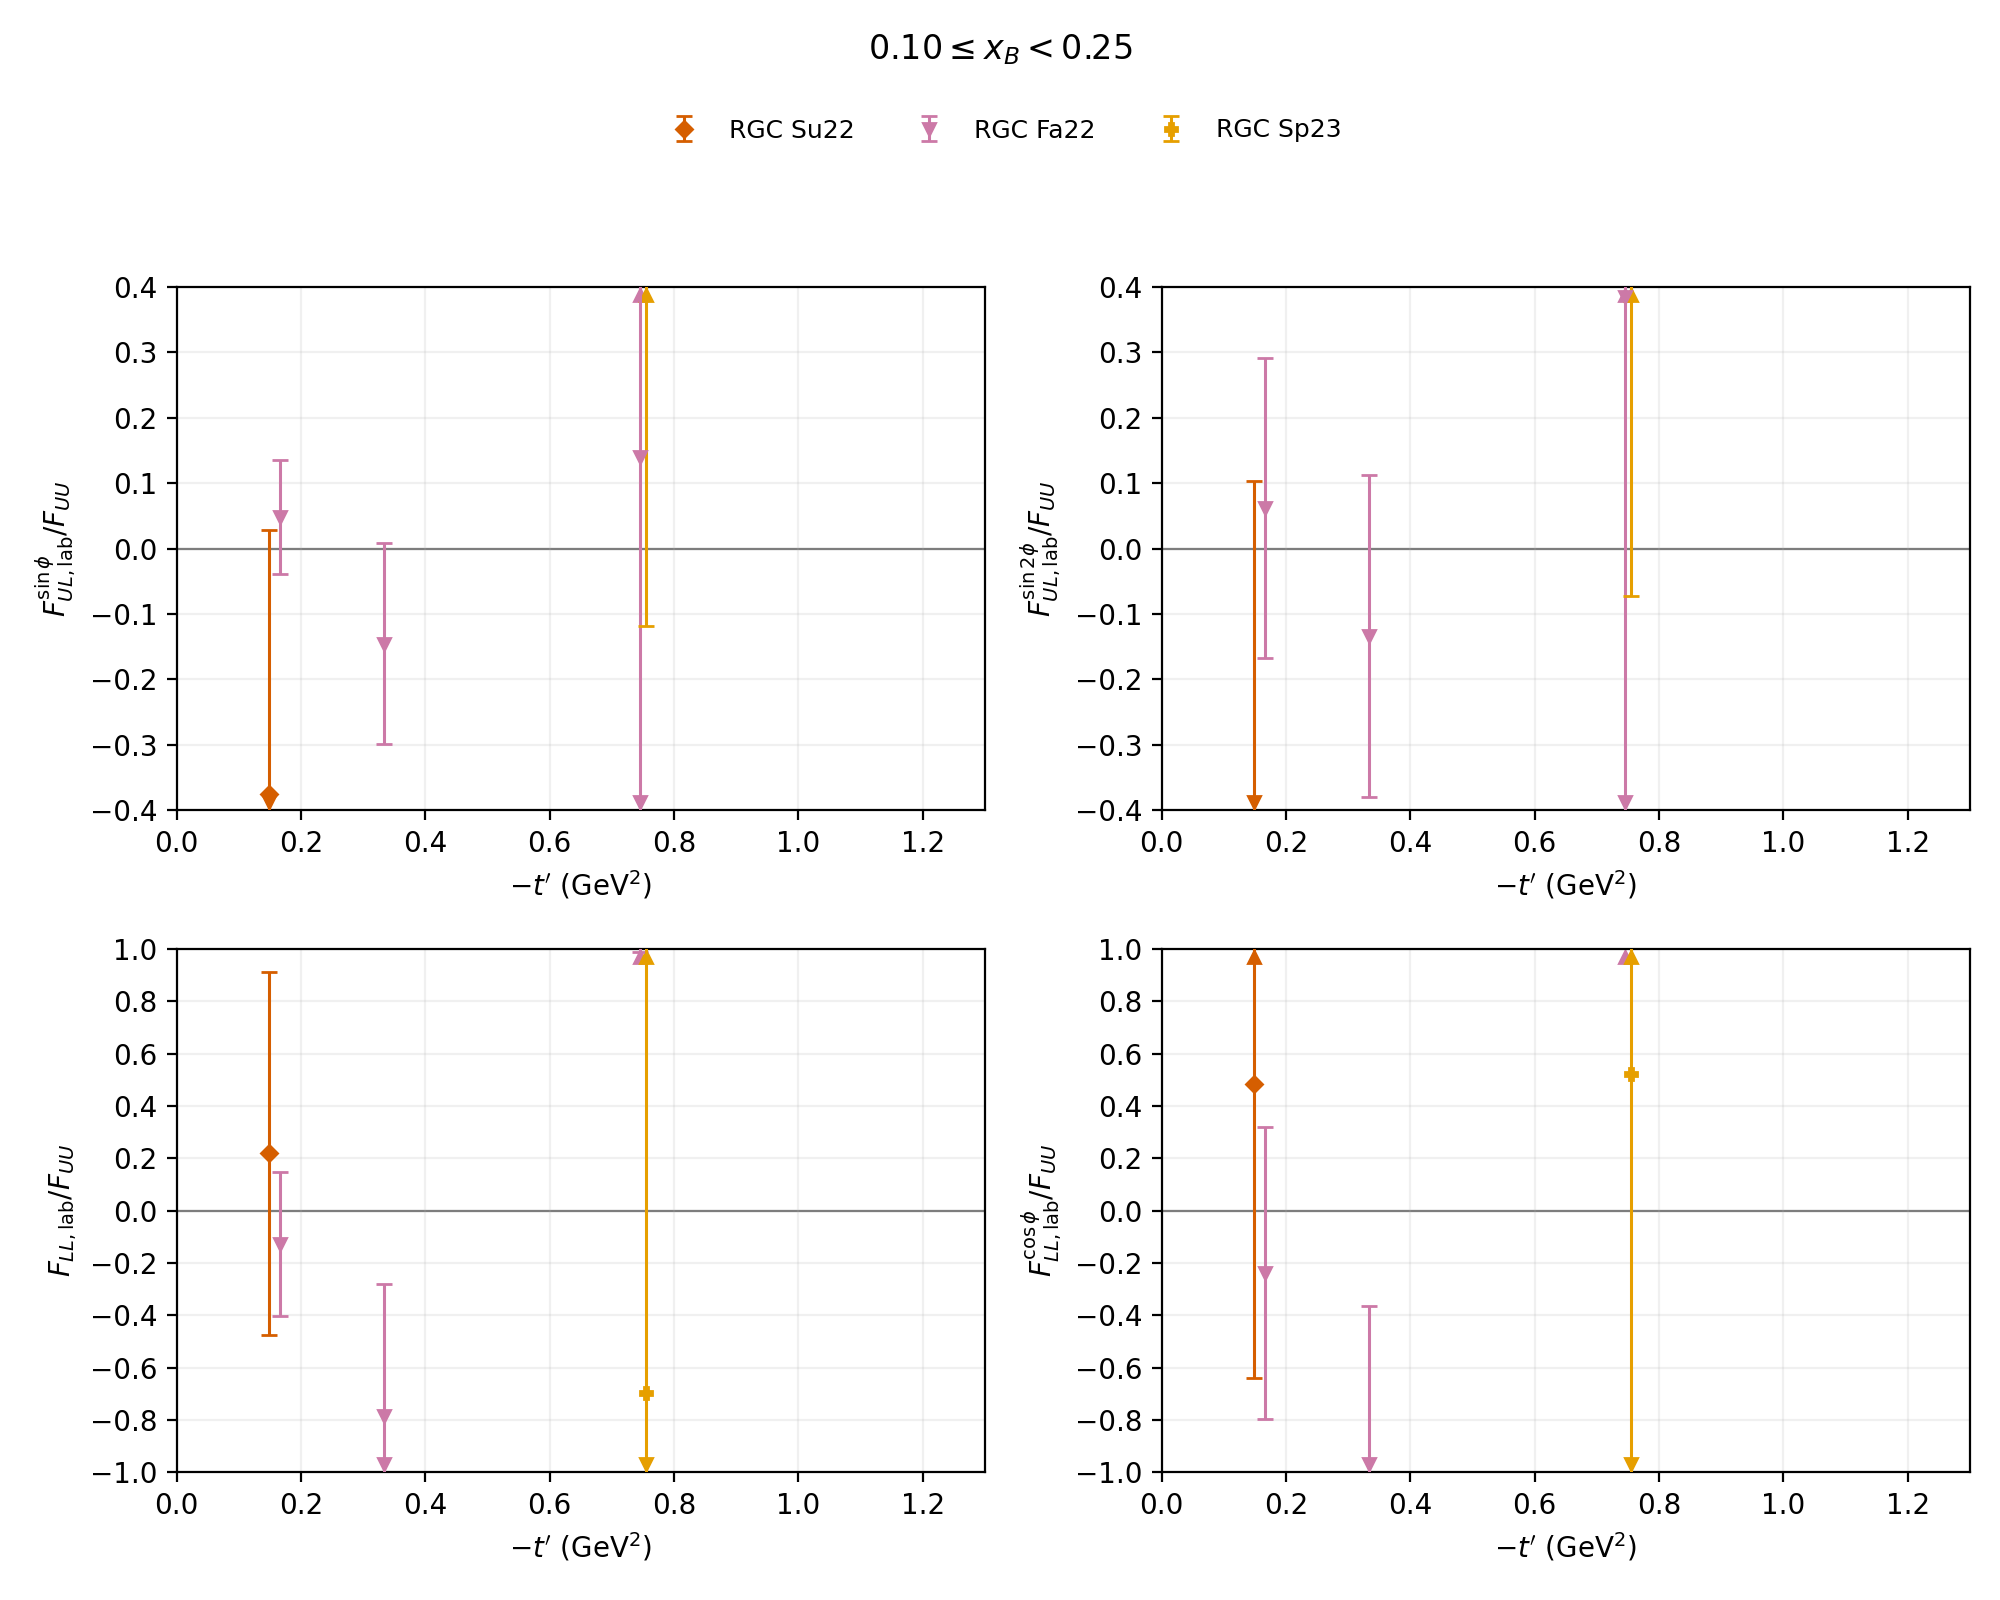 0.10 ≤ x_B < 0.25
RGC Su22 RGC Fa22 RGC Sp23
0.4
0.3
0.2
0.1
0.0
−0.1
−0.2
−0.3
−0.4
F_{UL,lab}^{sin ϕ}/F_{UU}
0.0 0.2 0.4 0.6 0.8 1.0 1.2
−t′ (GeV²)
0.4
0.3
0.2
0.1
0.0
−0.1
−0.2
−0.3
−0.4
F_{UL,lab}^{sin 2ϕ}/F_{UU}
0.0 0.2 0.4 0.6 0.8 1.0 1.2
−t′ (GeV²)
1.0
0.8
0.6
0.4
0.2
0.0
−0.2
−0.4
−0.6
−0.8
−1.0
F_{LL,lab}/F_{UU}
0.0 0.2 0.4 0.6 0.8 1.0 1.2
−t′ (GeV²)
1.0
0.8
0.6
0.4
0.2
0.0
−0.2
−0.4
−0.6
−0.8
−1.0
F_{LL,lab}^{cos ϕ}/F_{UU}
0.0 0.2 0.4 0.6 0.8 1.0 1.2
−t′ (GeV²)